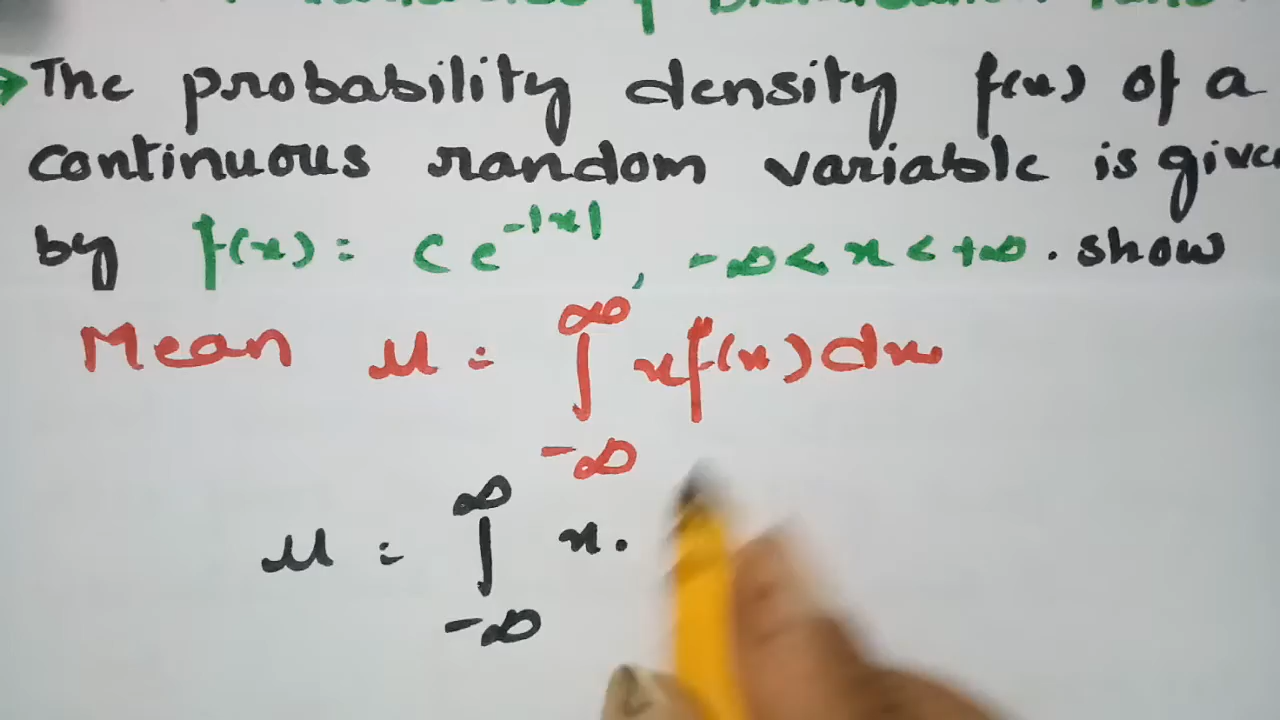 The probability density f(x) of a
continuous random variable is give
by f(x) = c e^{-|x|}, -∞ < x < +∞. show
Mean μ = ∫_{-∞}^{∞} x f(x) dx
μ = ∫_{-∞}^{∞} x.